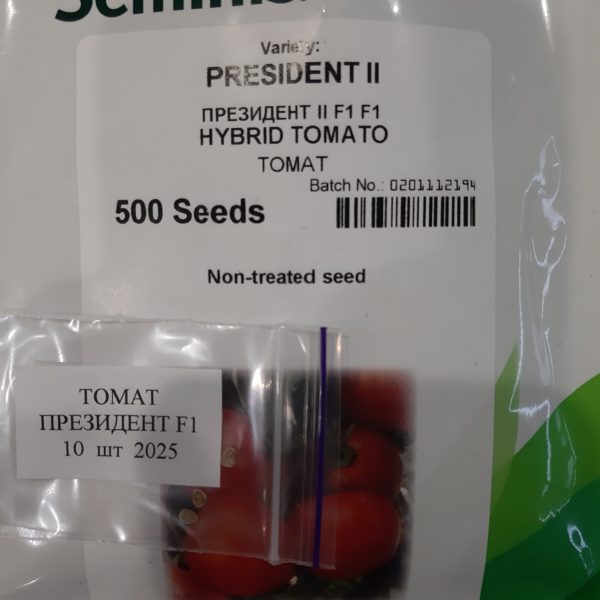 Variety:
PRESIDENT II
ПРЕЗИДЕНТ II F1 F1
HYBRID TOMATO
ТОМАТ
Batch No.: 0201112194
500 Seeds
Non-treated seed
ТОМАТ
ПРЕЗИДЕНТ F1
10 шт 2025